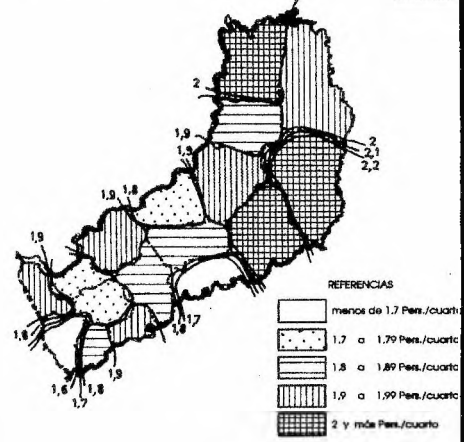 2
1,9
1,9
2
2,1
2,2
1,8
1,9
1,9
1,8
1,7
1,8
1,6
1,8
1,9
1,7
REFERENCIAS
menos de 1.7 Pers./cuarto
1.7 a 1.79 Pers./cuarto
1.8 a 1,89 Pers./cuarto
1.9 a 1,99 Pers./cuarto
2 y más Pers./cuarto